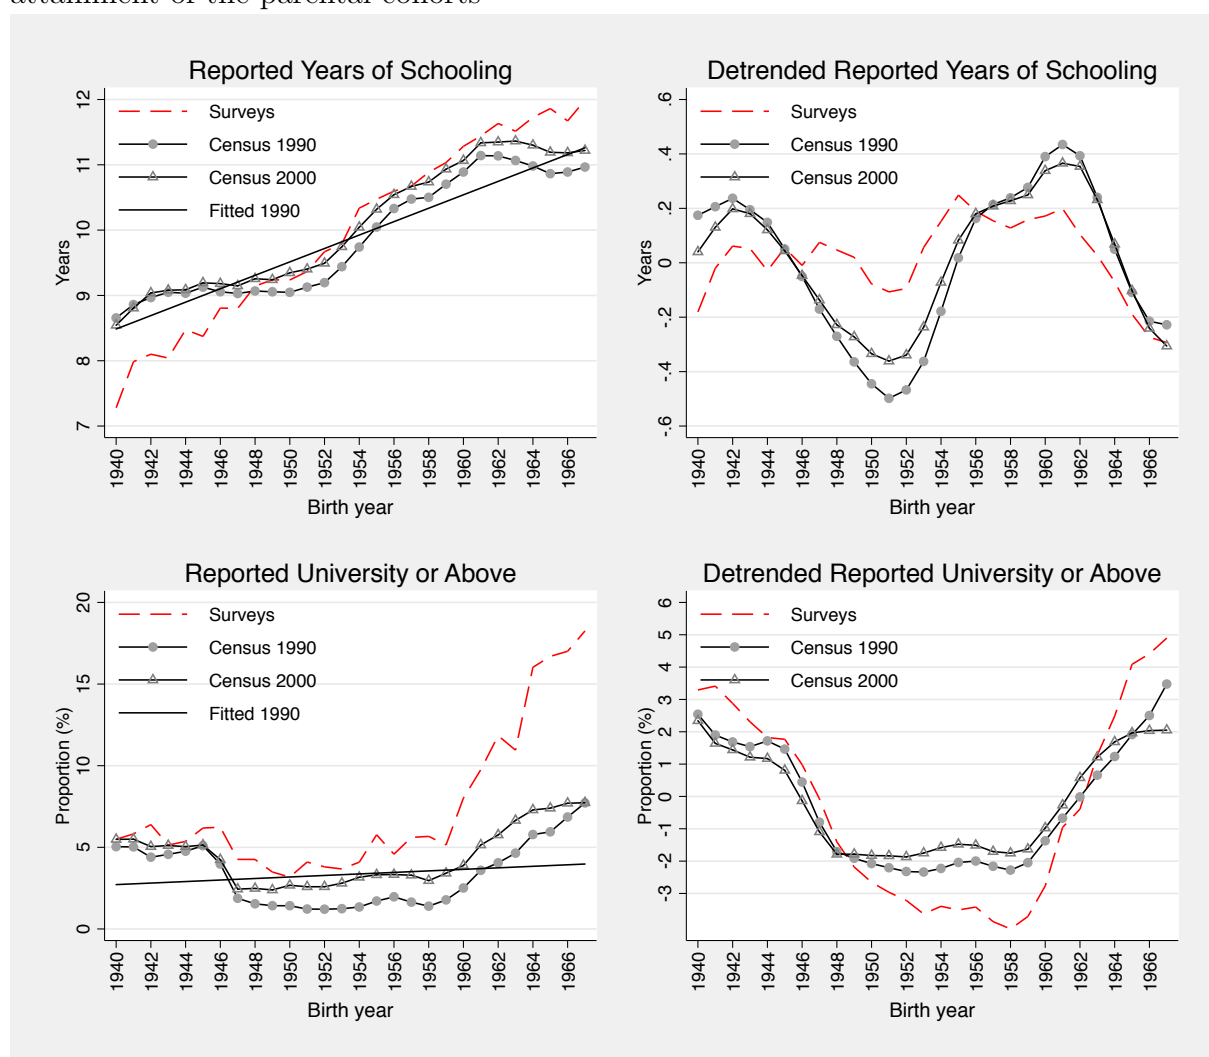 attainment of the parental cohorts
Reported Years of Schooling
Surveys
Census 1990
Census 2000
Fitted 1990
Years
7 8 9 10 11 12
1940 1942 1944 1946 1948 1950 1952 1954 1956 1958 1960 1962 1964 1966
Birth year
Detrended Reported Years of Schooling
Surveys
Census 1990
Census 2000
Years
-.6 -.4 -.2 0 .2 .4 .6
1940 1942 1944 1946 1948 1950 1952 1954 1956 1958 1960 1962 1964 1966
Birth year
Reported University or Above
Surveys
Census 1990
Census 2000
Fitted 1990
Proportion (%)
0 5 10 15 20
1940 1942 1944 1946 1948 1950 1952 1954 1956 1958 1960 1962 1964 1966
Birth year
Detrended Reported University or Above
Surveys
Census 1990
Census 2000
Proportion (%)
-3 -2 -1 0 1 2 3 4 5 6
1940 1942 1944 1946 1948 1950 1952 1954 1956 1958 1960 1962 1964 1966
Birth year